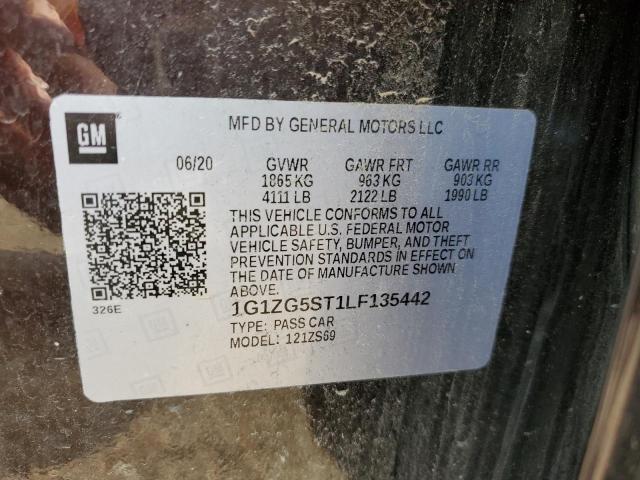 GM
MFD BY GENERAL MOTORS LLC
06/20 GVWR GAWR FRT GAWR RR
1865 KG 963 KG 903 KG
4111 LB 2122 LB 1990 LB
THIS VEHICLE CONFORMS TO ALL
APPLICABLE U.S. FEDERAL MOTOR
VEHICLE SAFETY, BUMPER, AND THEFT
PREVENTION STANDARDS IN EFFECT ON
THE DATE OF MANUFACTURE SHOWN
ABOVE.
326E
1G1ZG5ST1LF135442
TYPE: PASS CAR
MODEL: 121ZS69